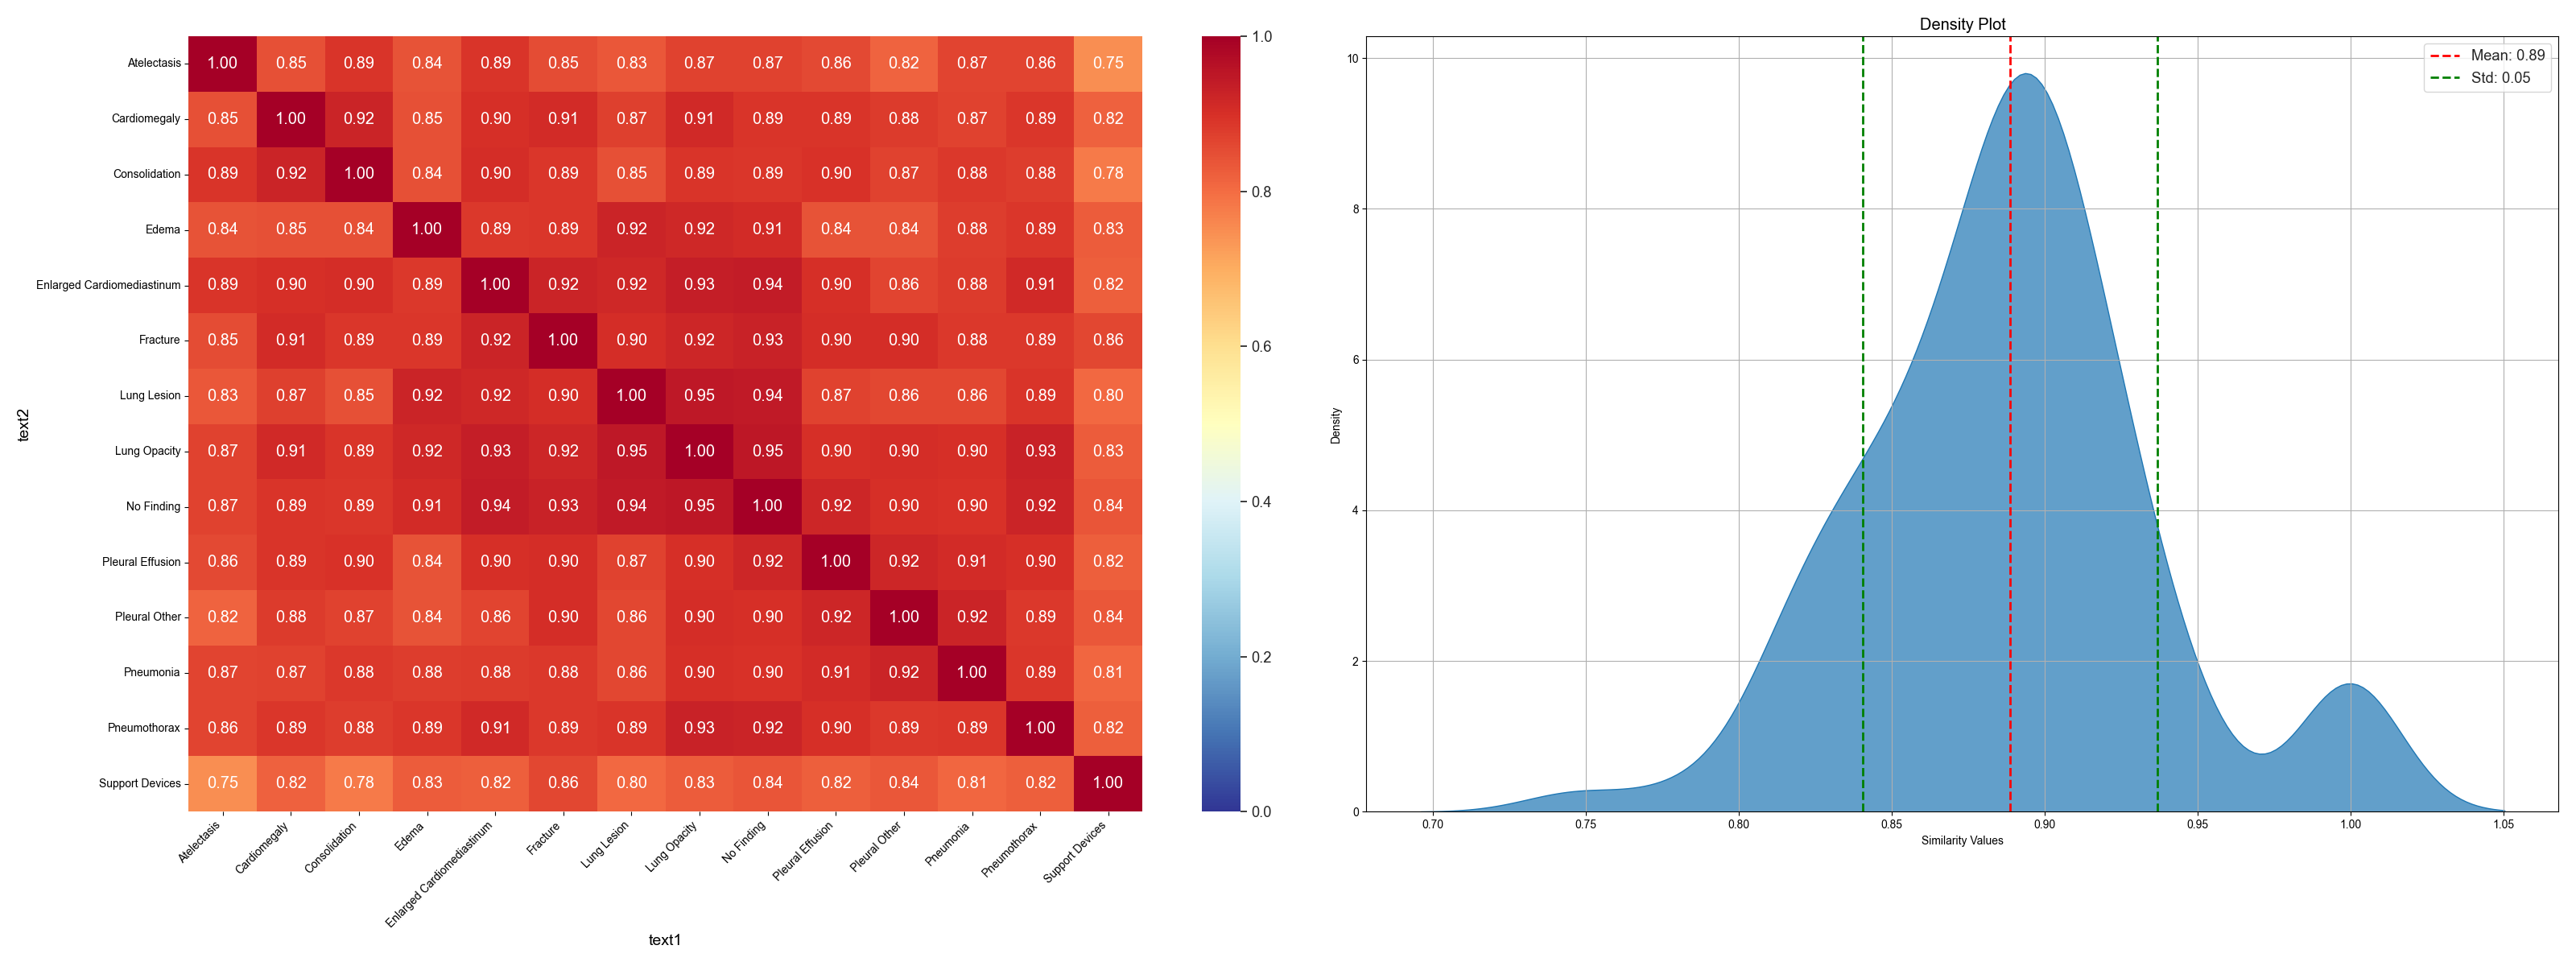 Atelectasis 1.00 0.85 0.89 0.84 0.89 0.85 0.83 0.87 0.87 0.86 0.82 0.87 0.86 0.75
Cardiomegaly 0.85 1.00 0.92 0.85 0.90 0.91 0.87 0.91 0.89 0.89 0.88 0.87 0.89 0.82
Consolidation 0.89 0.92 1.00 0.84 0.90 0.89 0.85 0.89 0.89 0.90 0.87 0.88 0.88 0.78
Edema 0.84 0.85 0.84 1.00 0.89 0.89 0.92 0.92 0.91 0.84 0.84 0.88 0.89 0.83
Enlarged Cardiomediastinum 0.89 0.90 0.90 0.89 1.00 0.92 0.92 0.93 0.94 0.90 0.86 0.88 0.91 0.82
Fracture 0.85 0.91 0.89 0.89 0.92 1.00 0.90 0.92 0.93 0.90 0.90 0.88 0.89 0.86
Lung Lesion 0.83 0.87 0.85 0.92 0.92 0.90 1.00 0.95 0.94 0.87 0.86 0.86 0.89 0.80
Lung Opacity 0.87 0.91 0.89 0.92 0.93 0.92 0.95 1.00 0.95 0.90 0.90 0.90 0.93 0.83
No Finding 0.87 0.89 0.89 0.91 0.94 0.93 0.94 0.95 1.00 0.92 0.90 0.90 0.92 0.84
Pleural Effusion 0.86 0.89 0.90 0.84 0.90 0.90 0.87 0.90 0.92 1.00 0.92 0.91 0.90 0.82
Pleural Other 0.82 0.88 0.87 0.84 0.86 0.90 0.86 0.90 0.90 0.92 1.00 0.92 0.89 0.84
Pneumonia 0.87 0.87 0.88 0.88 0.88 0.88 0.86 0.90 0.90 0.91 0.92 1.00 0.89 0.81
Pneumothorax 0.86 0.89 0.88 0.89 0.91 0.89 0.89 0.93 0.92 0.90 0.89 0.89 1.00 0.82
Support Devices 0.75 0.82 0.78 0.83 0.82 0.86 0.80 0.83 0.84 0.82 0.84 0.81 0.82 1.00
text2
Atelectasis
Cardiomegaly
Consolidation
Edema
Enlarged Cardiomediastinum
Fracture
Lung Lesion
Lung Opacity
No Finding
Pleural Effusion
Pleural Other
Pneumonia
Pneumothorax
Support Devices
text1
1.0
0.8
0.6
0.4
0.2
0.0
Density Plot
Mean: 0.89
Std: 0.05
10
8
6
4
2
0
Density
0.70 0.75 0.80 0.85 0.90 0.95 1.00 1.05
Similarity Values